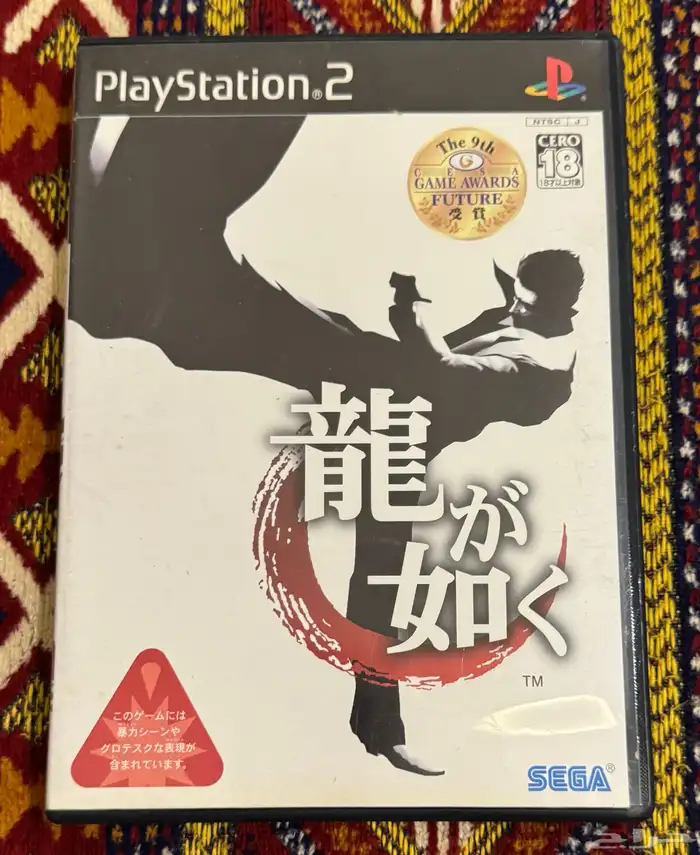 PlayStation®2
NTSC J
The 9th
CESA
GAME AWARDS
FUTURE
受賞
CERO
18
18才以上対象
龍が
如く
TM
このゲームには
暴力シーンや
グロテスクな表現が
含まれています。
SEGA®
حراج